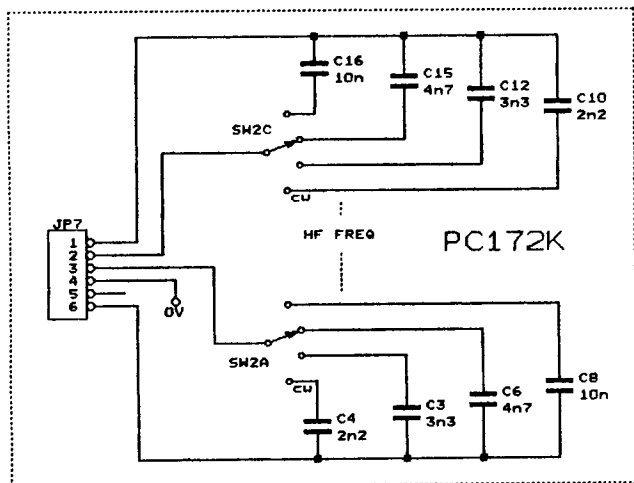 C16
10n
C15
4n7
C12
3n3
C10
2n2
SW2C
CW
HF FREQ
PC172K
JP7
1
2
3
4
5
6
0V
SW2A
CW
C4
2n2
C3
3n3
C6
4n7
C8
10n